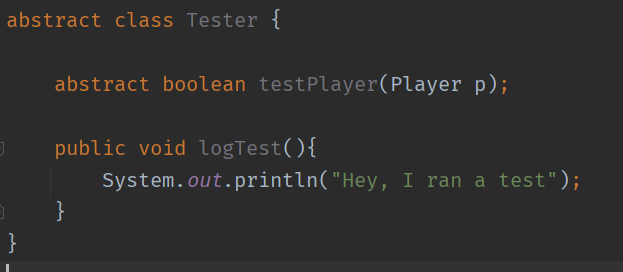 abstract class Tester {
abstract boolean testPlayer(Player p);
public void logTest(){
System.out.println("Hey, I ran a test");
}
}